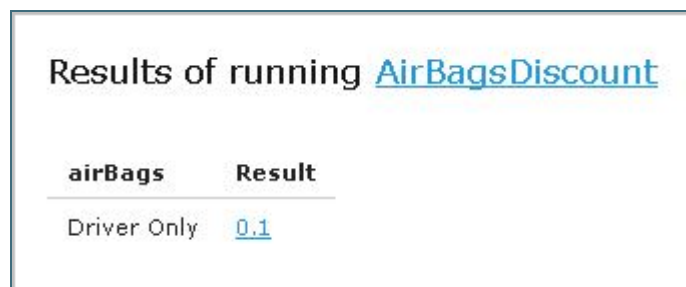 Results of running AirBagsDiscount
airBags Result
Driver Only 0.1